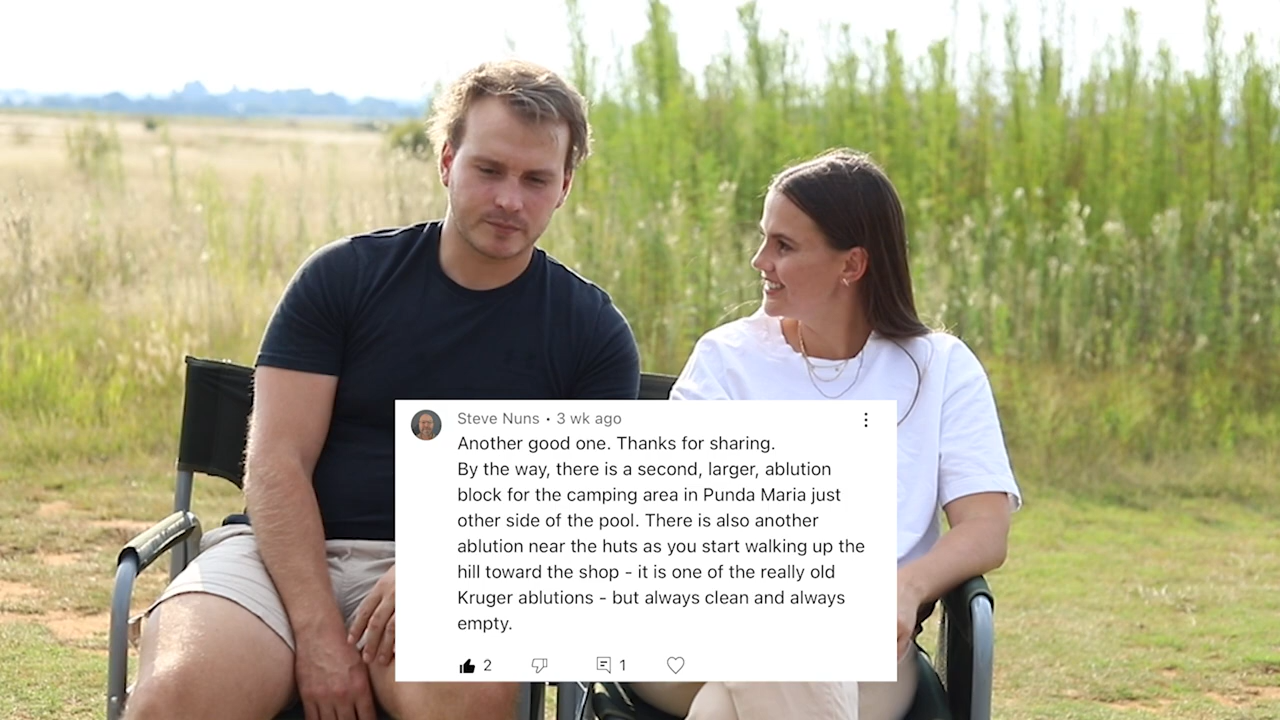 Steve Nuns • 3 wk ago
Another good one. Thanks for sharing.
By the way, there is a second, larger, ablution
block for the camping area in Punda Maria just
other side of the pool. There is also another
ablution near the huts as you start walking up the
hill toward the shop - it is one of the really old
Kruger ablutions - but always clean and always
empty.
2
1